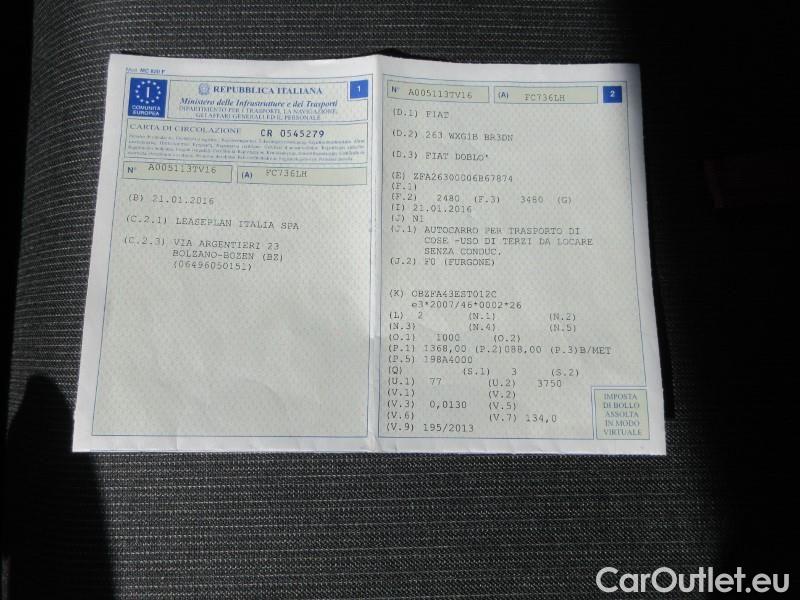 Mod. MC 820 F
I
COMUNITÀ
EUROPEA
REPUBBLICA ITALIANA
1
Ministero delle Infrastrutture e dei Trasporti
DIPARTIMENTO PER I TRASPORTI, LA NAVIGAZIONE,
GLI AFFARI GENERALI ED IL PERSONALE
CARTA DI CIRCOLAZIONE CR 0545279
N° A005113TV16 (A) FC736LH
(B) 21.01.2016
(C.2.1) LEASEPLAN ITALIA SPA
(C.2.3) VIA ARGENTIERI 23
BOLZANO-BOZEN (BZ)
(06496050151)
N° A005113TV16 (A) FC736LH 2
(D.1) FIAT
(D.2) 263 WXG1B BR3DN
(D.3) FIAT DOBLO'
(E) ZFA26300006B67874
(F.1)
(F.2) 2480 (F.3) 3480 (G)
(I) 21.01.2016
(J) N1
(J.1) AUTOCARRO PER TRASPORTO DI
COSE -USO DI TERZI DA LOCARE
SENZA CONDUC.
(J.2) F0 (FURGONE)
(K) OBZFA43EST012C
e3*2007/46*0002*26
(L) 2 (N.1) (N.2)
(N.3) (N.4) (N.5)
(O.1) 1000 (O.2)
(P.1) 1368,00 (P.2)088,00 (P.3)B/MET
(P.5) 198A4000
(Q) (S.1) 3 (S.2)
(U.1) 77 (U.2) 3750
(V.1) (V.2)
(V.3) 0,0130 (V.5)
(V.6) (V.7) 134,0
(V.9) 195/2013
IMPOSTA
DI BOLLO
ASSOLTA
IN MODO
VIRTUALE
CarOutlet.eu